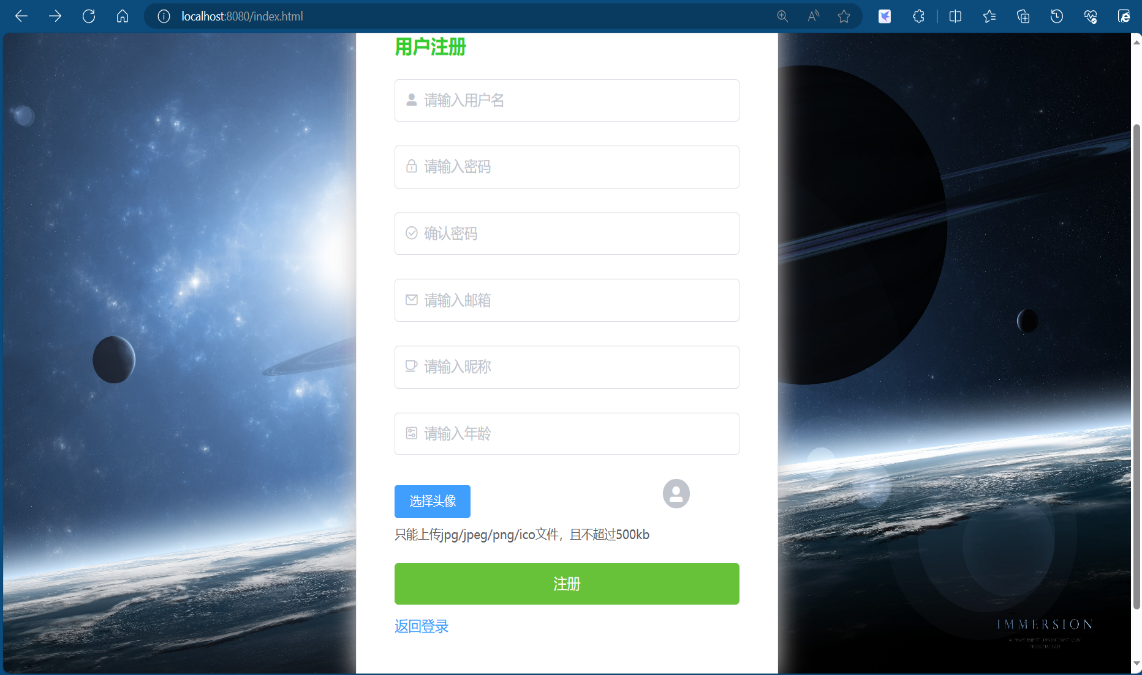 localhost:8080/index.html
用户注册
请输入用户名
请输入密码
确认密码
请输入邮箱
请输入昵称
请输入年龄
选择头像
只能上传jpg/jpeg/png/ico文件，且不超过500kb
注册
返回登录
IMMERSION